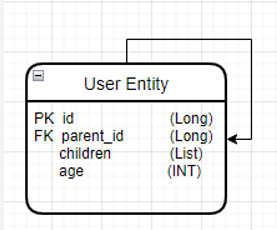 User Entity
PK id (Long)
FK parent_id (Long)
children (List)
age (INT)